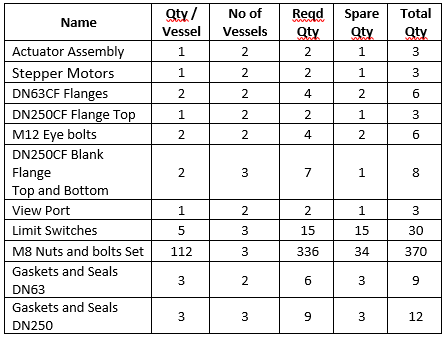 Name Qty / Vessel No of Vessels Reqd Qty Spare Qty Total Qty
Actuator Assembly 1 2 2 1 3
Stepper Motors 1 2 2 1 3
DN63CF Flanges 2 2 4 2 6
DN250CF Flange Top 1 2 2 1 3
M12 Eye bolts 2 2 4 2 6
DN250CF Blank
Flange
Top and Bottom 2 3 7 1 8
View Port 1 2 2 1 3
Limit Switches 5 3 15 15 30
M8 Nuts and bolts Set 112 3 336 34 370
Gaskets and Seals
DN63 3 2 6 3 9
Gaskets and Seals
DN250 3 3 9 3 12